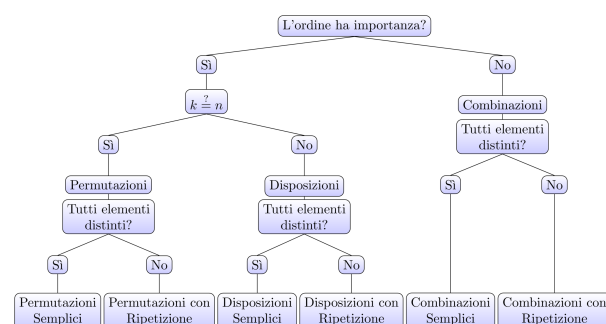 L'ordine ha importanza?
Sì
No
k ?= n
Combinazioni
Tutti elementi
distinti?
Sì
No
Permutazioni
Disposizioni
Sì
No
Tutti elementi
distinti?
Tutti elementi
distinti?
Sì
No
Sì
No
Permutazioni
Semplici
Permutazioni con
Ripetizione
Disposizioni
Semplici
Disposizioni con
Ripetizione
Combinazioni
Semplici
Combinazioni con
Ripetizione